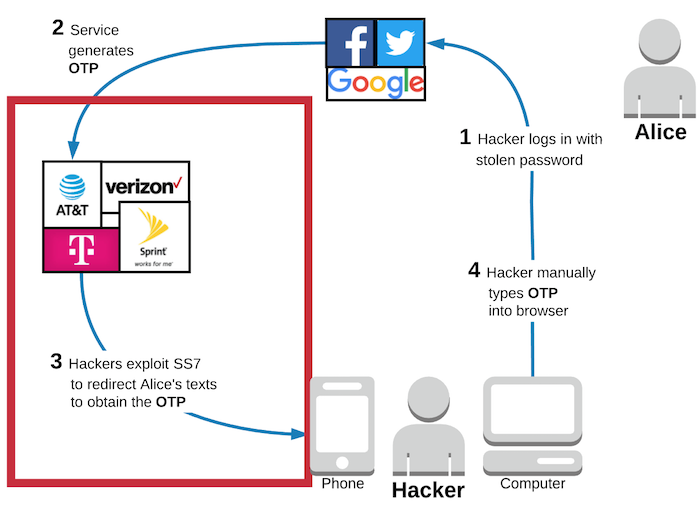 2 Service
generates
OTP
f
Google
Alice
1 Hacker logs in with
stolen password
AT&T
verizon✓
T
Sprint
works for me®
4 Hacker manually
types OTP
into browser
3 Hackers exploit SS7
to redirect Alice's texts
to obtain the OTP
Phone
Hacker
Computer